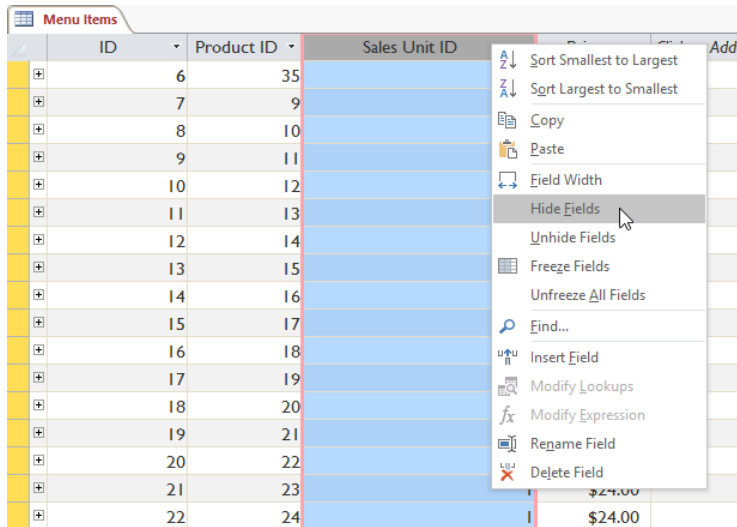 Menu Items
ID Product ID Sales Unit ID Add
6 35
7 9
8 10
9 11
10 12
11 13
12 14
13 15
14 16
15 17
16 18
17 19
18 20
19 21
20 22
21 23 1 $24.00
22 24 1 $24.00
Sort Smallest to Largest
Sort Largest to Smallest
Copy
Paste
Field Width
Hide Fields
Unhide Fields
Freeze Fields
Unfreeze All Fields
Find...
Insert Field
Modify Lookups
Modify Expression
Rename Field
Delete Field